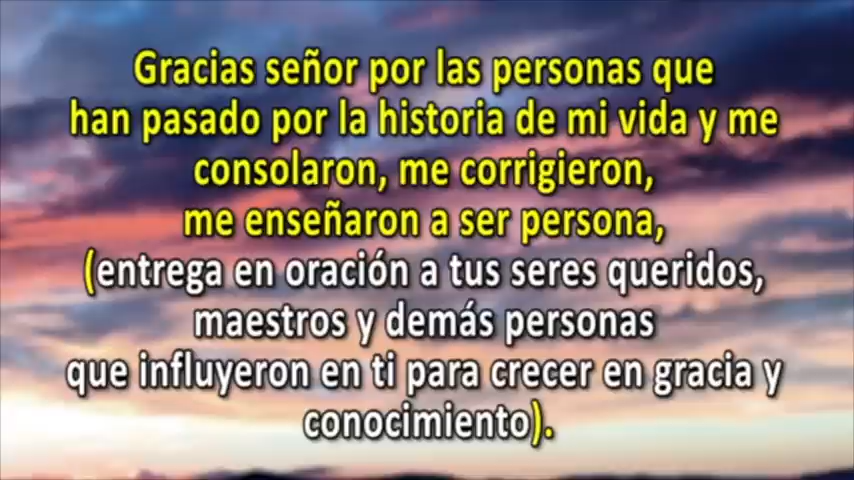 Gracias señor por las personas que
han pasado por la historia de mi vida y me
consolaron, me corrigieron,
me enseñaron a ser persona,
(entrega en oración a tus seres queridos,
maestros y demás personas
que influyeron en ti para crecer en gracia y
conocimiento).